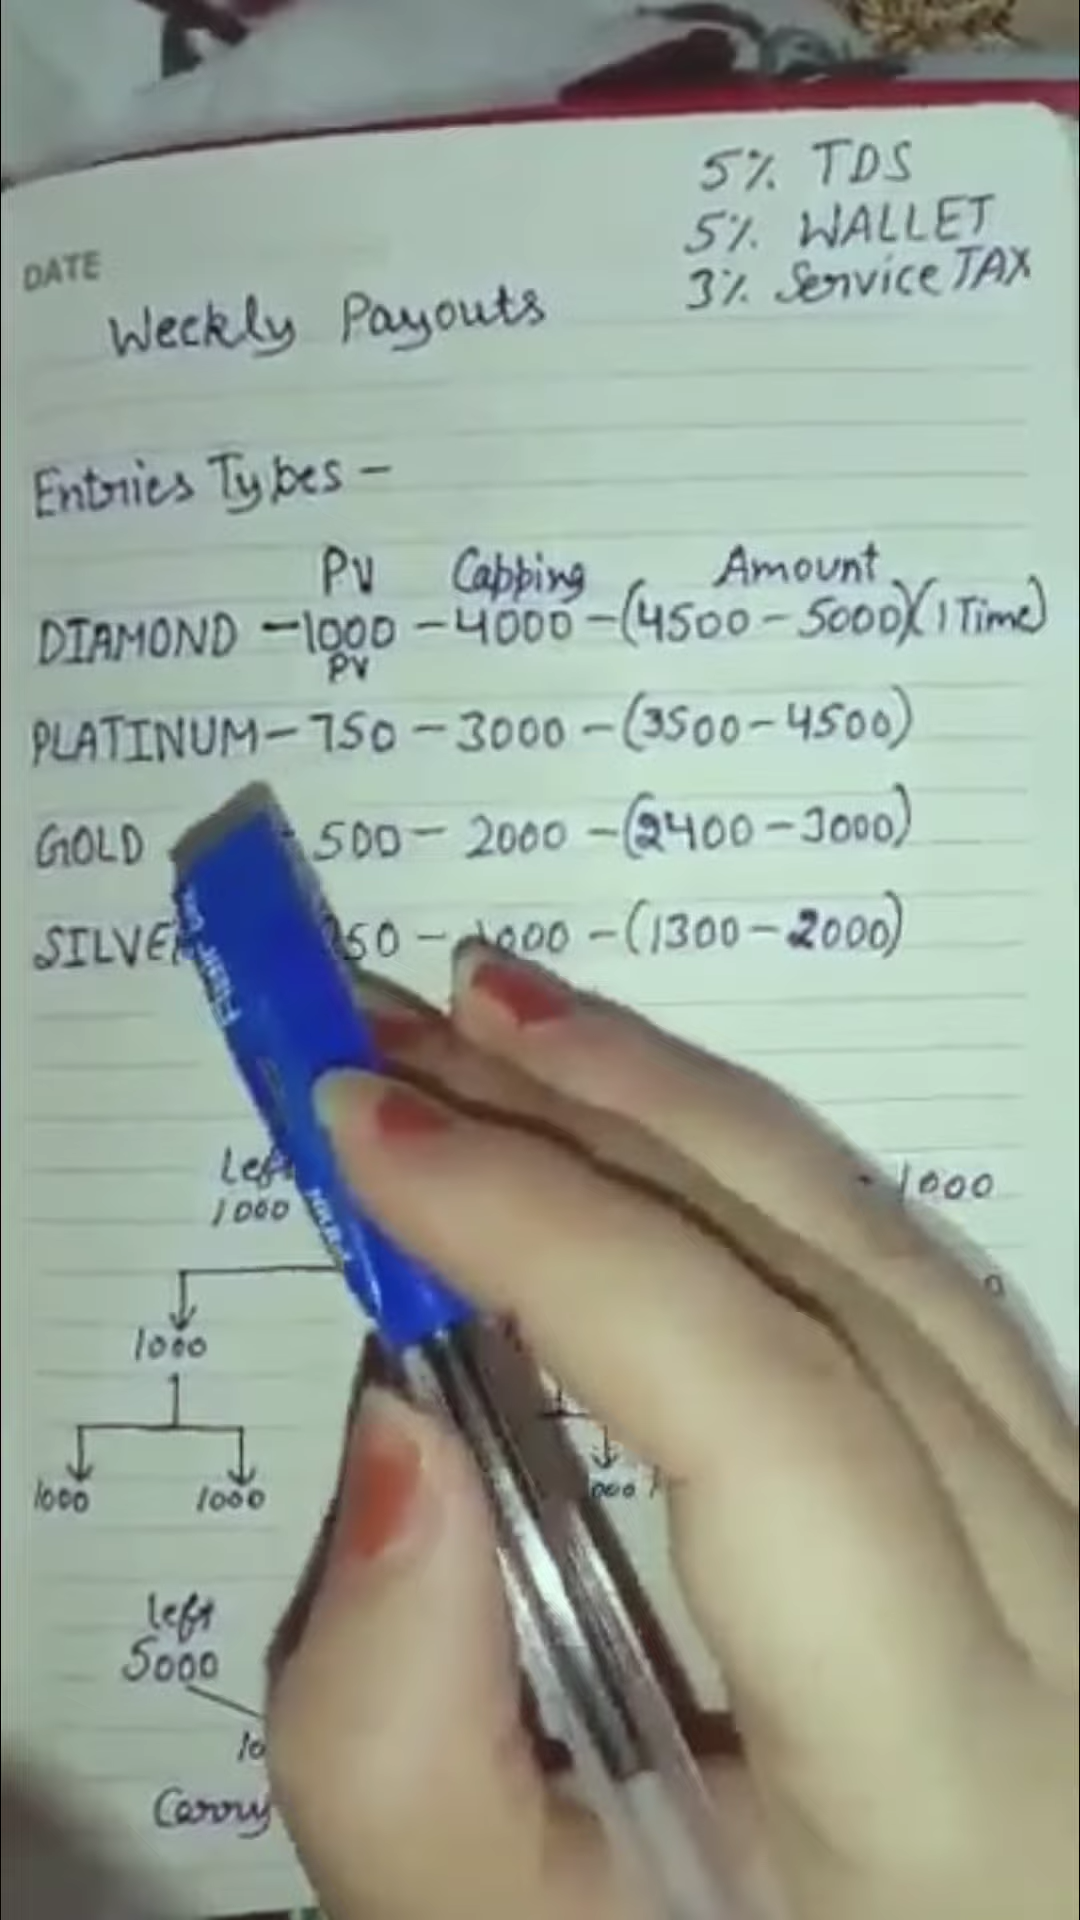 5% TDS
5% WALLET
3% Service TAX
DATE
Weekly Payouts
Entries Types -
PV Capping Amount
DIAMOND - 1000 - 4000 - (4500 - 5000) (1 Time)
PV
PLATINUM - 750 - 3000 - (3500 - 4500)
GOLD - 500 - 2000 - (2400 - 3000)
SILVE 50 - 1000 - (1300 - 2000)
Left
1000
1000
1000
1000 1000
left
5000
Carry